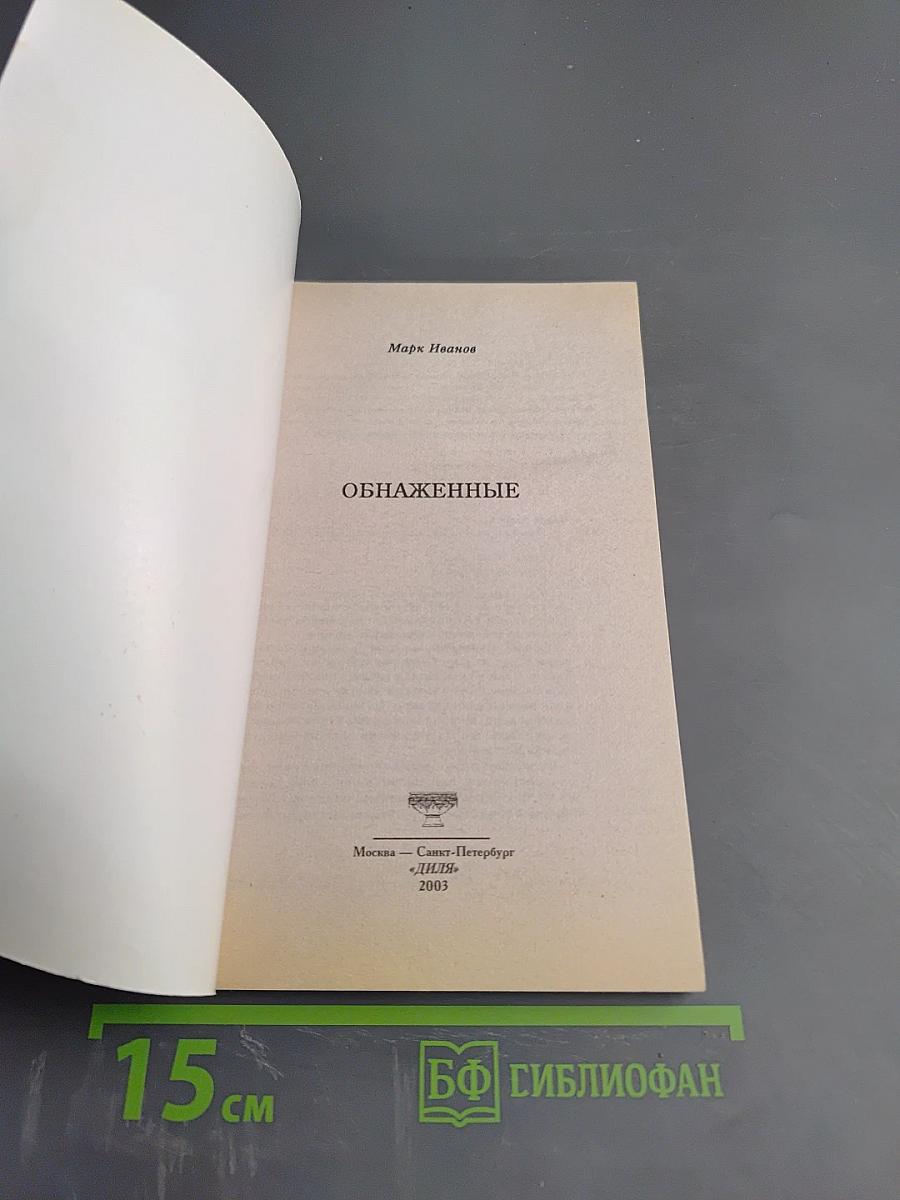 Марк Иванов
ОБНАЖЕННЫЕ
Москва — Санкт-Петербург
«ДИЛЯ»
2003
15 см
БФ БИБЛИОФАН